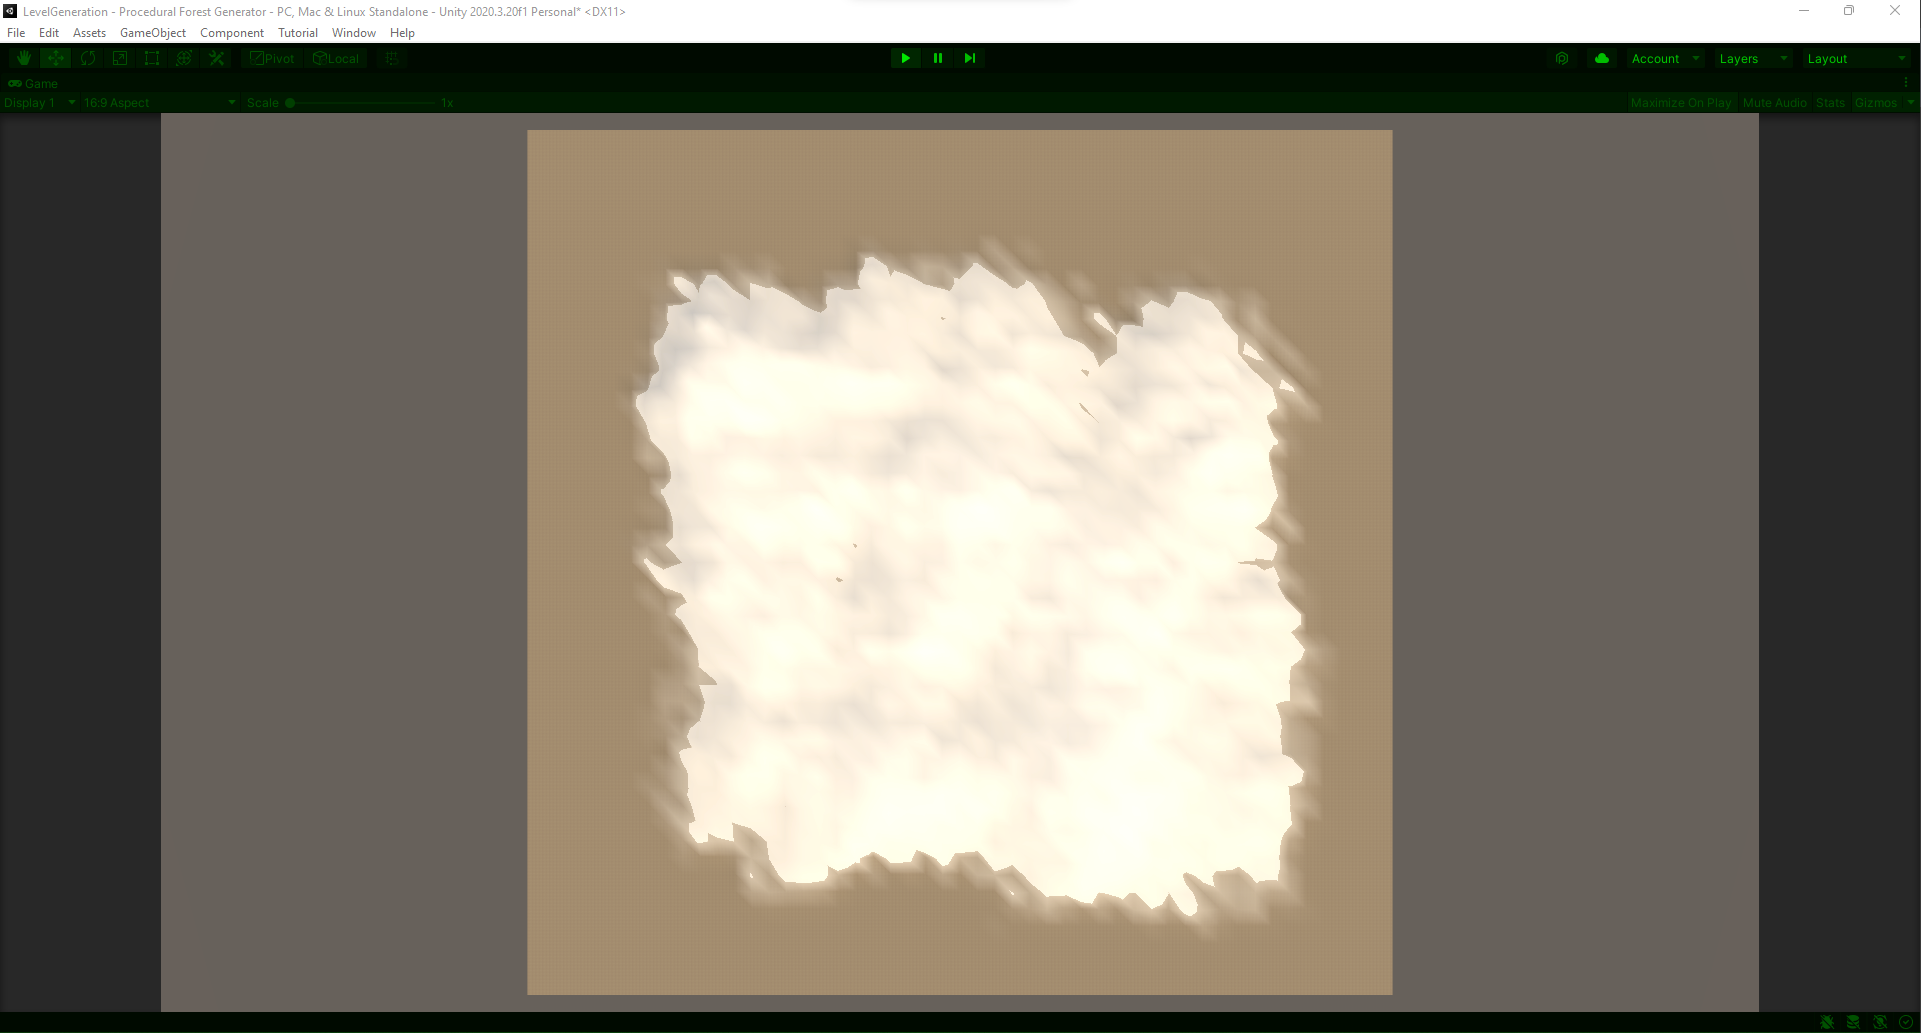 LevelGeneration - Procedural Forest Generator - PC, Mac & Linux Standalone - Unity 2020.3.20f1 Personal* <DX11>
File Edit Assets GameObject Component Tutorial Window Help
Pivot Local Account Layers Layout
Game
Display 1 16:9 Aspect Scale 1x Maximize On Play Mute Audio Stats Gizmos